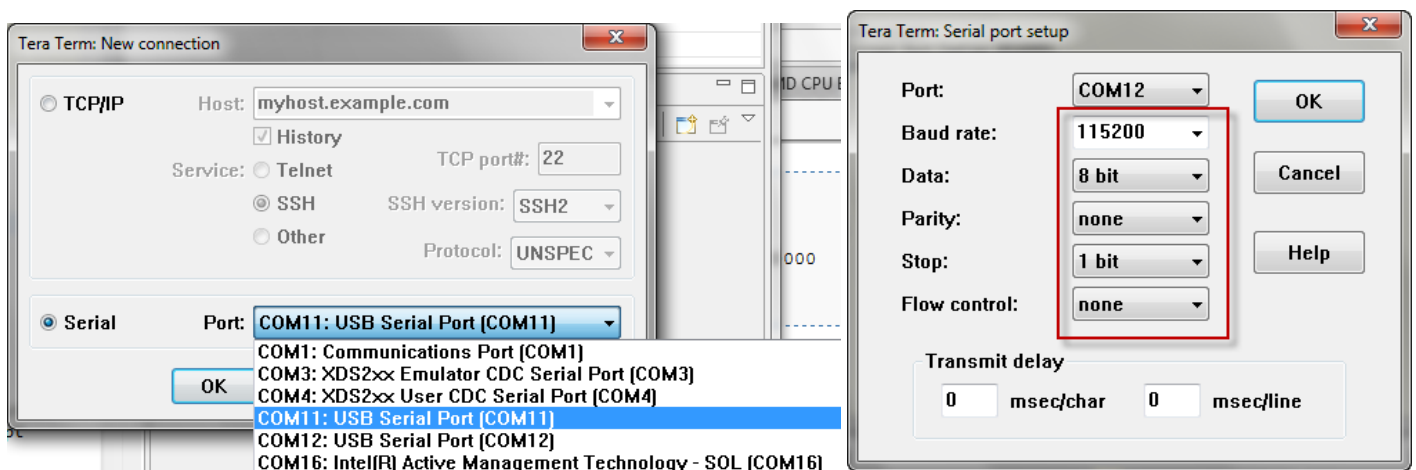 Tera Term: New connection
TCP/IP
Host: myhost.example.com
History
Service: Telnet
TCP port#: 22
SSH
SSH version: SSH2
Other
Protocol: UNSPEC
Serial
Port: COM11: USB Serial Port (COM11)
COM1: Communications Port (COM1)
COM3: XDS2xx Emulator CDC Serial Port (COM3)
COM4: XDS2xx User CDC Serial Port (COM4)
COM11: USB Serial Port (COM11)
COM12: USB Serial Port (COM12)
COM16: Intel(R) Active Management Technology - SOL (COM16)
OK
000
Tera Term: Serial port setup
Port: COM12
OK
Baud rate: 115200
Data: 8 bit
Cancel
Parity: none
Stop: 1 bit
Help
Flow control: none
Transmit delay
0 msec/char 0 msec/line